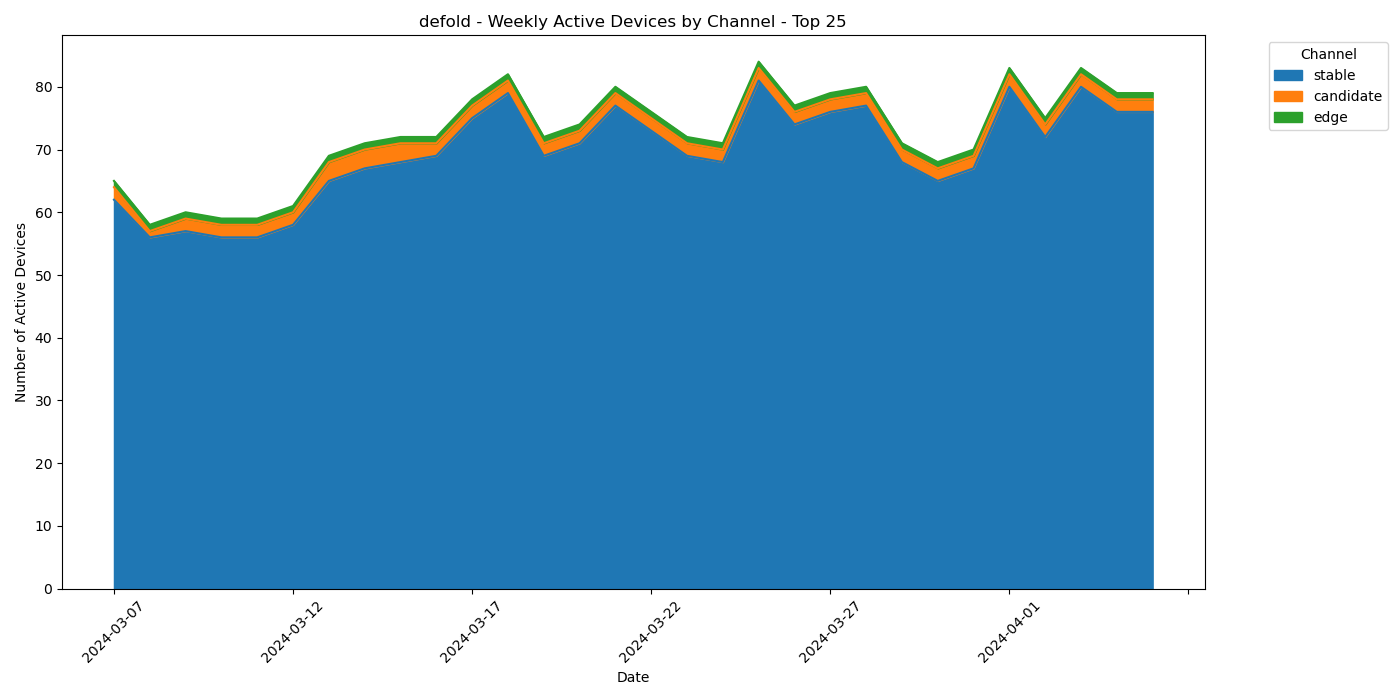 defold - Weekly Active Devices by Channel - Top 25
Channel
stable
candidate
edge
Number of Active Devices
80
70
60
50
40
30
20
10
0
2024-03-07
2024-03-12
2024-03-17
2024-03-22
2024-03-27
2024-04-01
Date